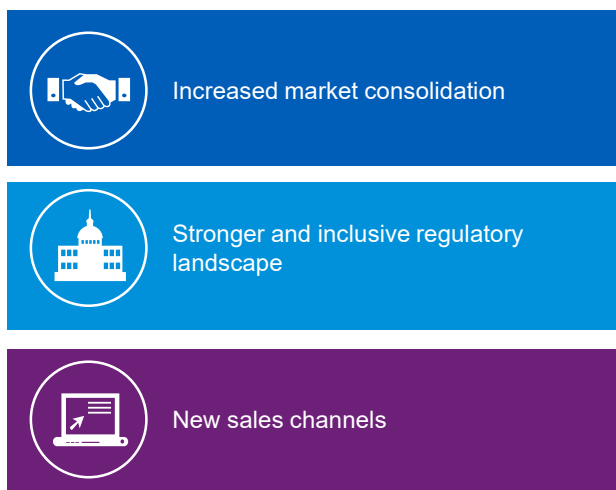 Increased market consolidation
Stronger and inclusive regulatory
landscape
New sales channels